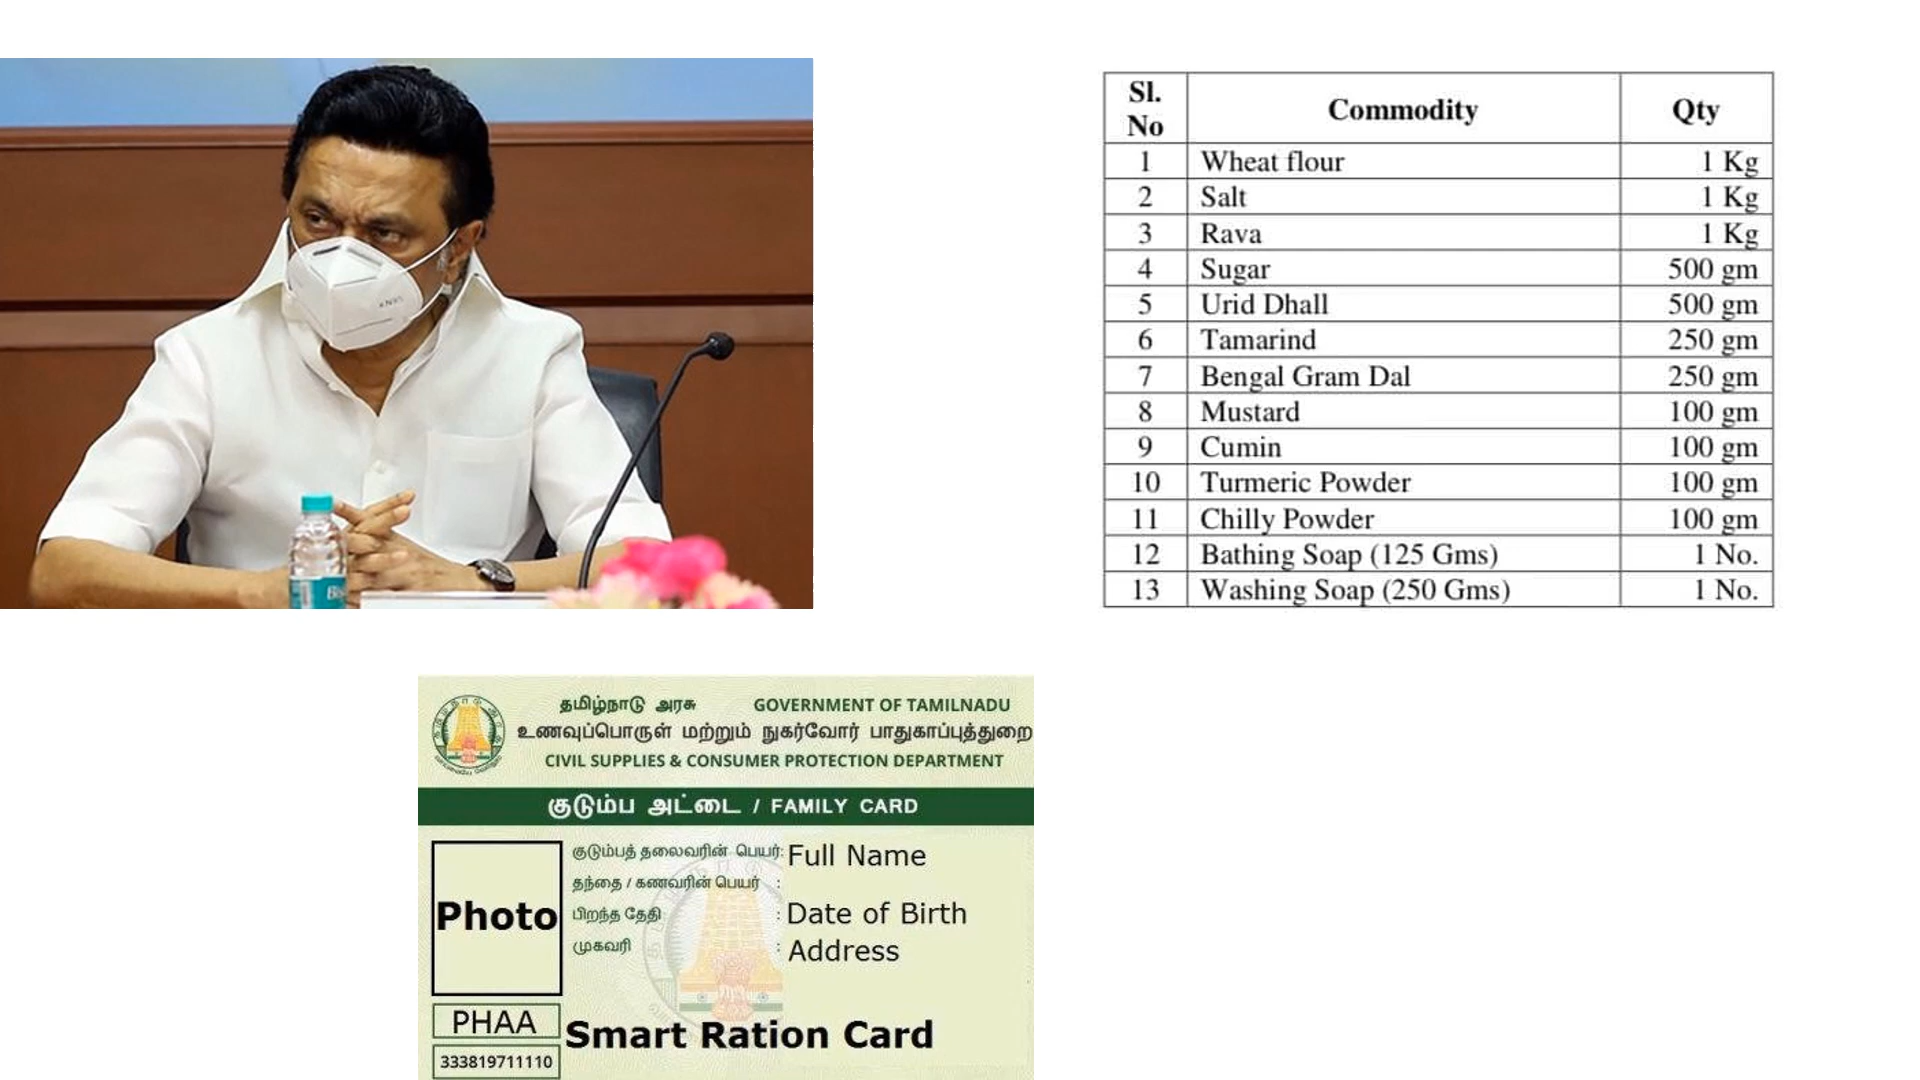 Sl. No Commodity Qty
1 Wheat flour 1 Kg
2 Salt 1 Kg
3 Rava 1 Kg
4 Sugar 500 gm
5 Urid Dhall 500 gm
6 Tamarind 250 gm
7 Bengal Gram Dal 250 gm
8 Mustard 100 gm
9 Cumin 100 gm
10 Turmeric Powder 100 gm
11 Chilly Powder 100 gm
12 Bathing Soap (125 Gms) 1 No.
13 Washing Soap (250 Gms) 1 No.
தமிழ்நாடு அரசு GOVERNMENT OF TAMILNADU
உணவுப்பொருள் மற்றும் நுகர்வோர் பாதுகாப்புத்துறை
CIVIL SUPPLIES & CONSUMER PROTECTION DEPARTMENT
குடும்ப அட்டை / FAMILY CARD
குடும்பத் தலைவரின் பெயர்: Full Name
தந்தை / கணவரின் பெயர் :
Photo
பிறந்த தேதி : Date of Birth
முகவரி : Address
PHAA
Smart Ration Card
333819711110